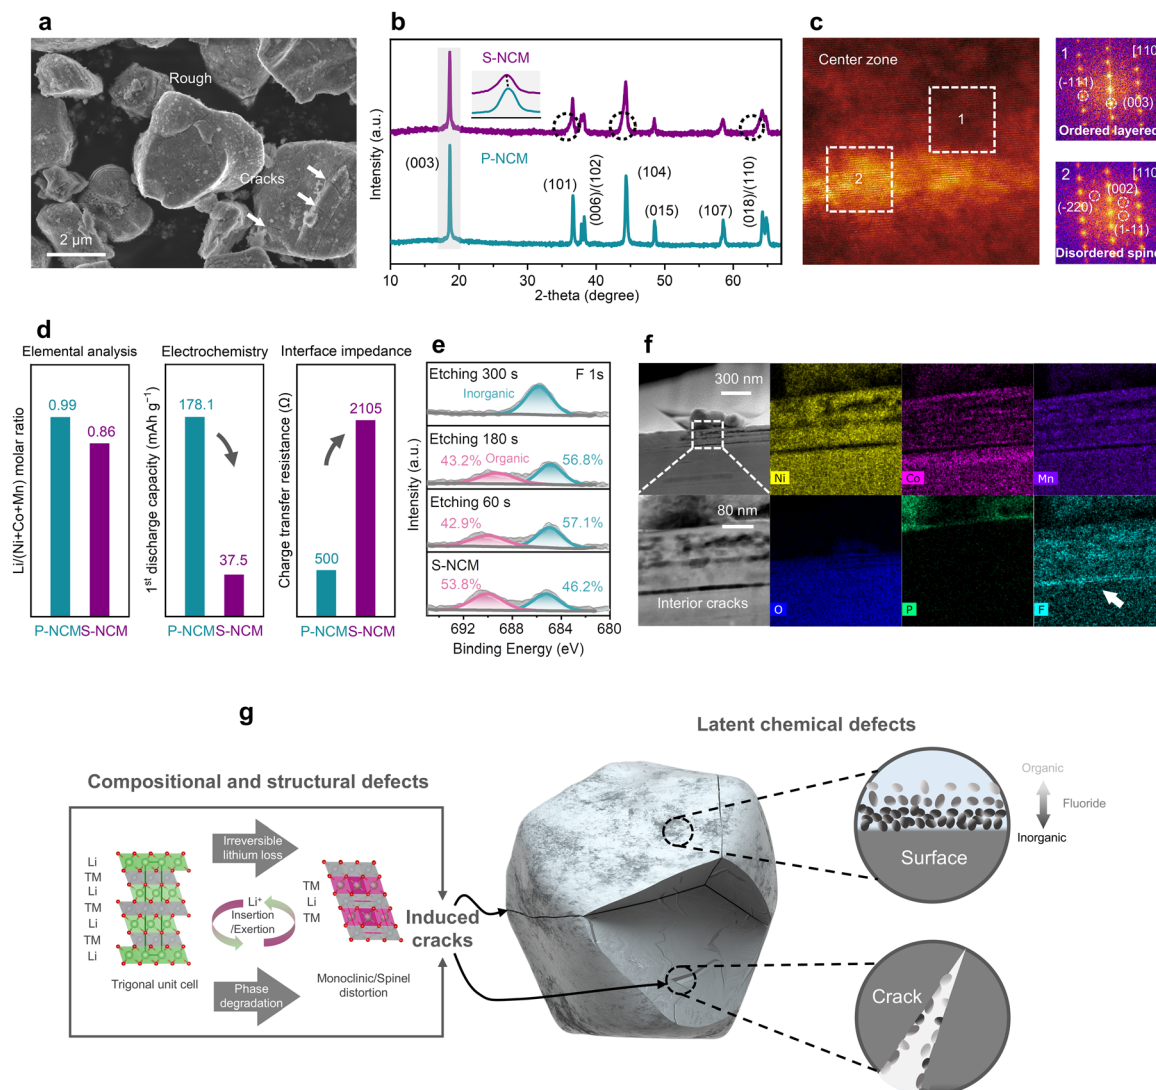 a
Rough
Cracks
2 μm
b
S-NCM
P-NCM
(003)
(101)
(006)/(102)
(104)
(015)
(107)
(018)/(110)
Intensity (a.u.)
10 20 30 40 50 60
2-theta (degree)
c
Center zone
1
2
1
[110
(-111)
(003)
Ordered layered
2
[110
(002)
(-220)
(1-11)
Disordered spine
d
Elemental analysis
Li/(Ni+Co+Mn) molar ratio
0.99
0.86
P-NCM S-NCM
Electrochemistry
1st discharge capacity (mAh g⁻¹)
178.1
37.5
P-NCM S-NCM
Interface impedance
Charge transfer resistance (Ω)
500
2105
P-NCM S-NCM
e
Etching 300 s F 1s
Inorganic
Etching 180 s
Organic
43.2% 56.8%
Etching 60 s
42.9% 57.1%
S-NCM
53.8% 46.2%
Intensity (a.u.)
692 688 684 680
Binding Energy (eV)
f
300 nm
Ni
Co
Mn
80 nm
Interior cracks
O
P
F
g
Compositional and structural defects
Latent chemical defects
Irreversible
lithium loss
Li
TM
Li
TM
Li
TM
Li
Trigonal unit cell
Li⁺
Insertion
/Exertion
Phase
degradation
TM
Li
TM
Monoclinic/Spinel
distortion
Induced
cracks
Surface
Organic
Fluoride
Inorganic
Crack